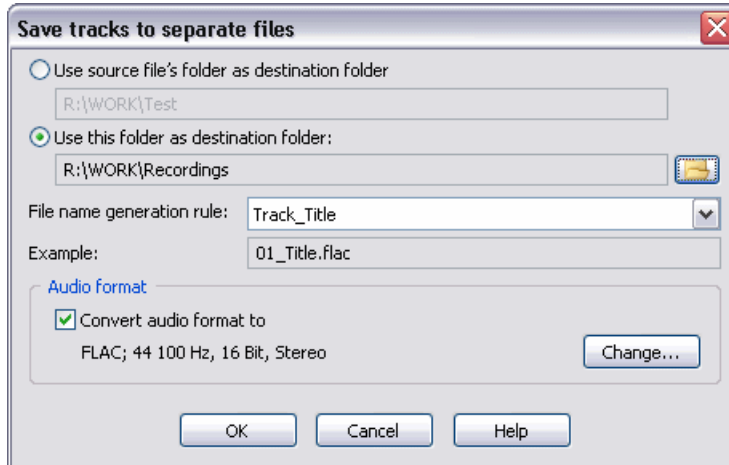 Save tracks to separate files
Use source file's folder as destination folder
R:\WORK\Test
Use this folder as destination folder:
R:\WORK\Recordings
File name generation rule: Track_Title
Example: 01_Title.flac
Audio format
Convert audio format to
FLAC; 44 100 Hz, 16 Bit, Stereo Change...
OK Cancel Help